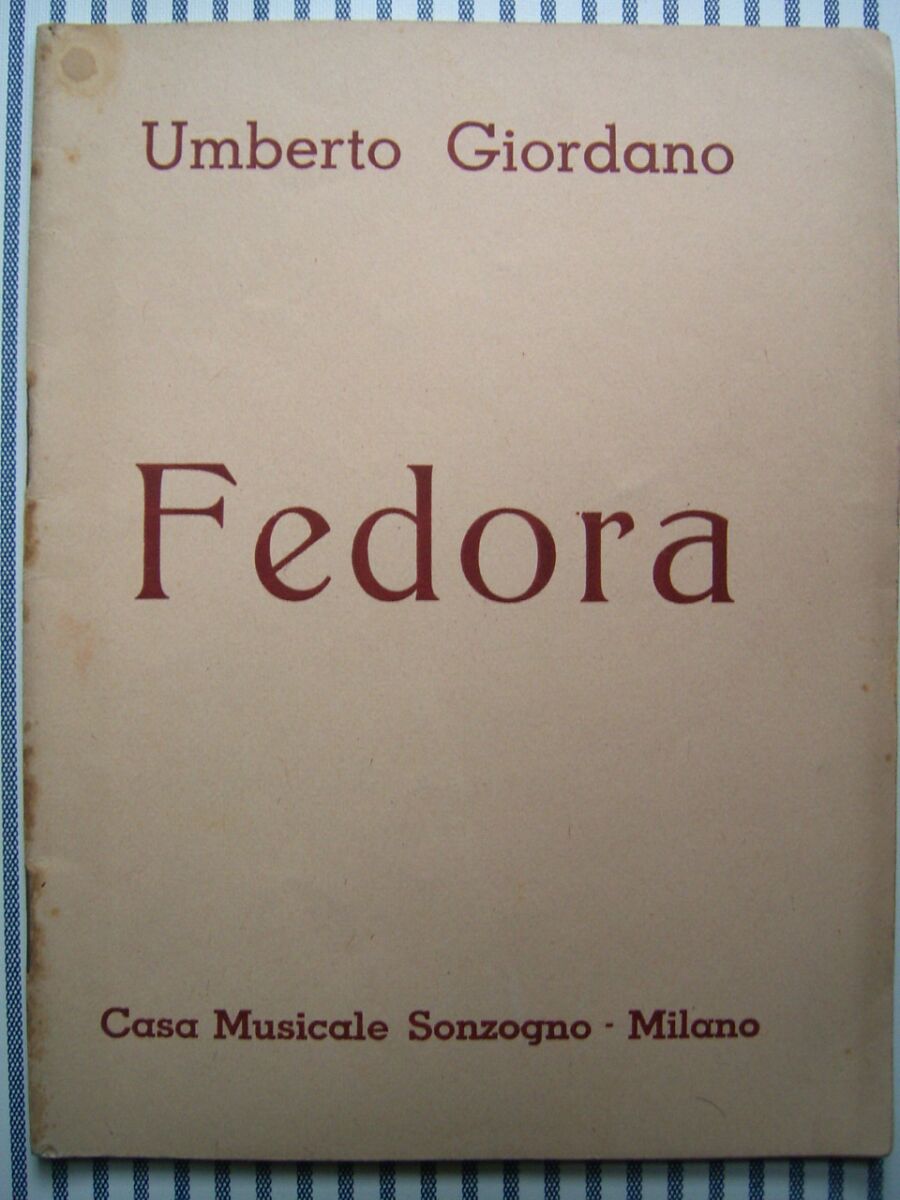 Umberto Giordano
Fedora
Casa Musicale Sonzogno - Milano